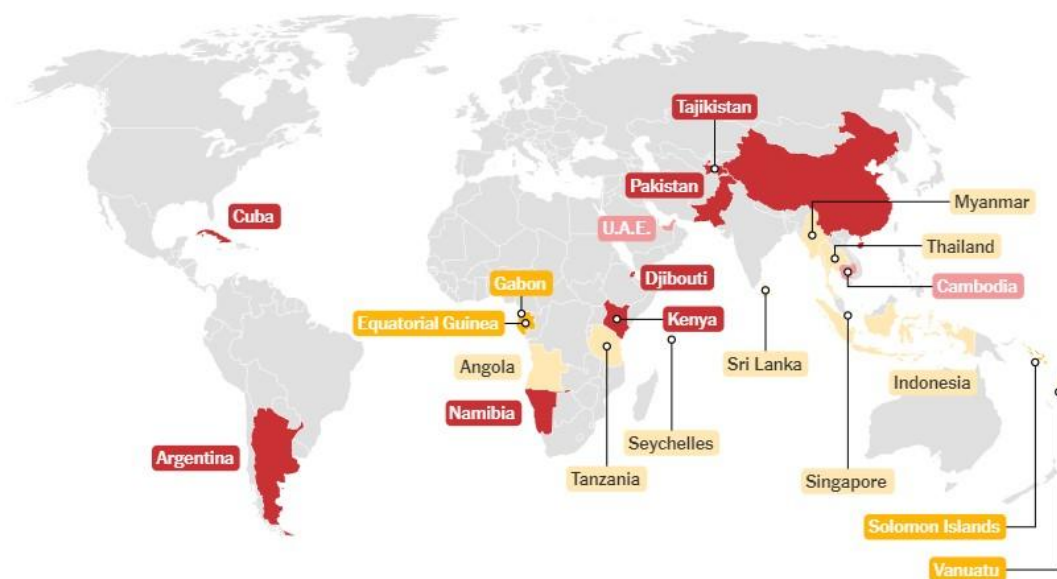 Tajikistan
Pakistan
Myanmar
Cuba
U.A.E.
Thailand
Gabon
Djibouti
Cambodia
Equatorial Guinea
Kenya
Angola
Sri Lanka
Indonesia
Namibia
Seychelles
Argentina
Tanzania
Singapore
Solomon Islands
Vanuatu